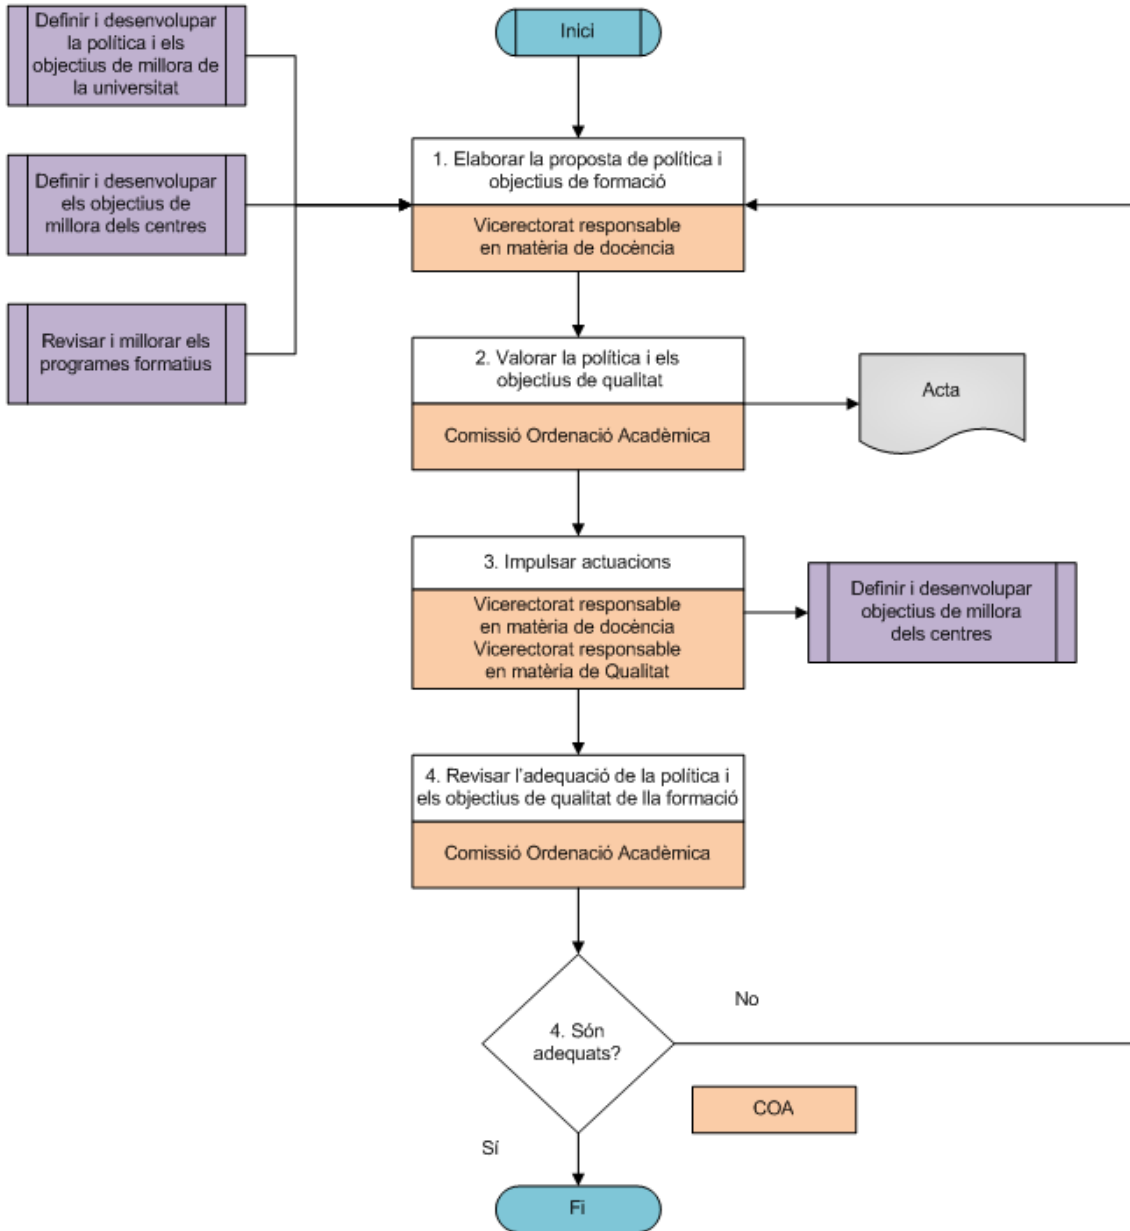 Definir i desenvolupar
la política i els
objectius de millora de
la universitat
Inici
1. Elaborar la proposta de política i
objectius de formació
Vicerectorat responsable
en matèria de docència
Definir i desenvolupar
els objectius de
millora dels centres
Revisar i millorar els
programes formatius
2. Valorar la política i els
objectius de qualitat
Comissió Ordenació Acadèmica
Acta
3. Impulsar actuacions
Vicerectorat responsable
en matèria de docència
Vicerectorat responsable
en matèria de Qualitat
Definir i desenvolupar
objectius de millora
dels centres
4. Revisar l'adequació de la política i
els objectius de qualitat de lla formació
Comissió Ordenació Acadèmica
4. Són
adequats?
No
COA
Sí
Fi